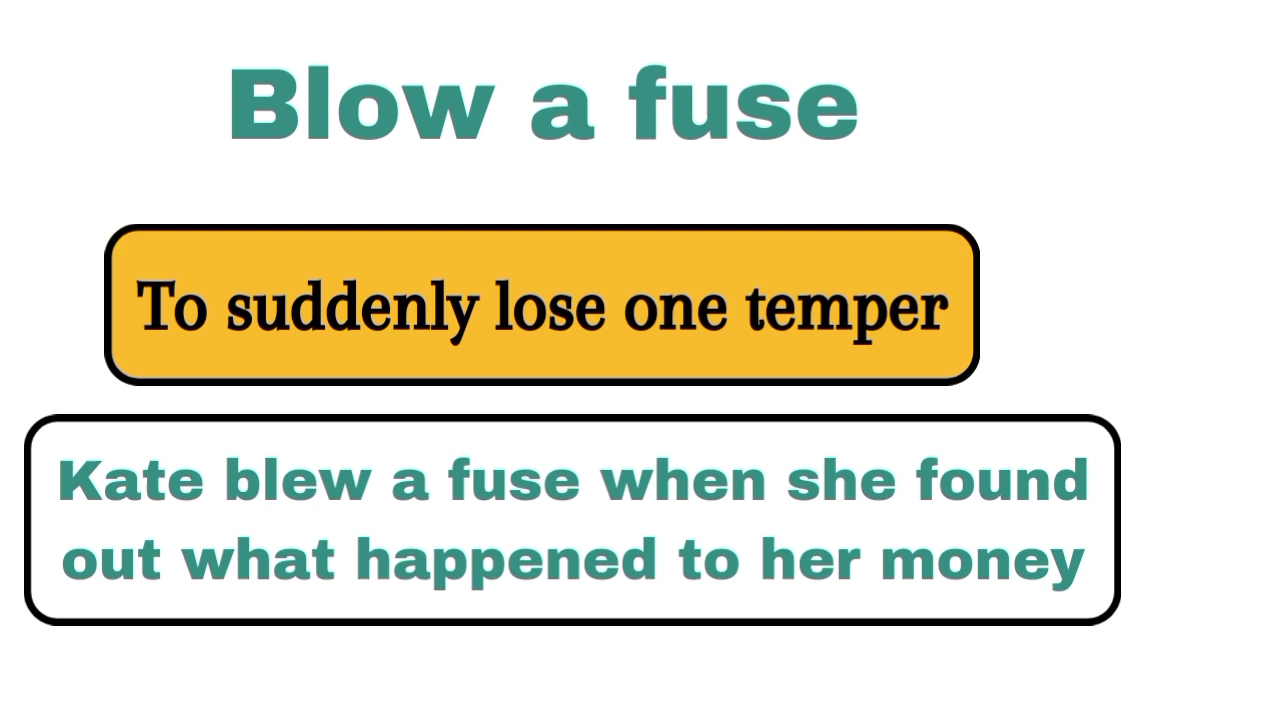 Blow a fuse
To suddenly lose one temper
Kate blew a fuse when she found
out what happened to her money